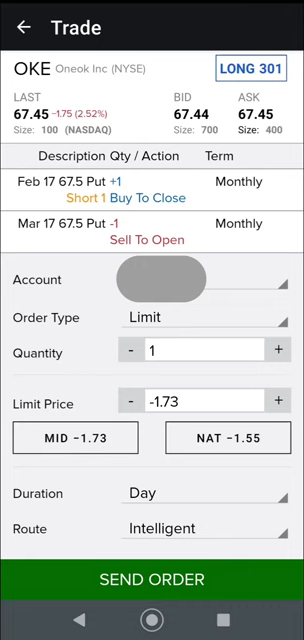 Trade
OKE Oneok Inc (NYSE) LONG 301
LAST BID ASK
67.45 -1.75 (2.52%) 67.44 67.45
Size: 100 (NASDAQ) Size: 700 Size: 400
Description Qty / Action Term
Feb 17 67.5 Put +1 Monthly
Short 1 Buy To Close
Mar 17 67.5 Put -1 Monthly
Sell To Open
Account
Order Type Limit
Quantity - 1 +
Limit Price - -1.73 +
MID -1.73 NAT -1.55
Duration Day
Route Intelligent
SEND ORDER